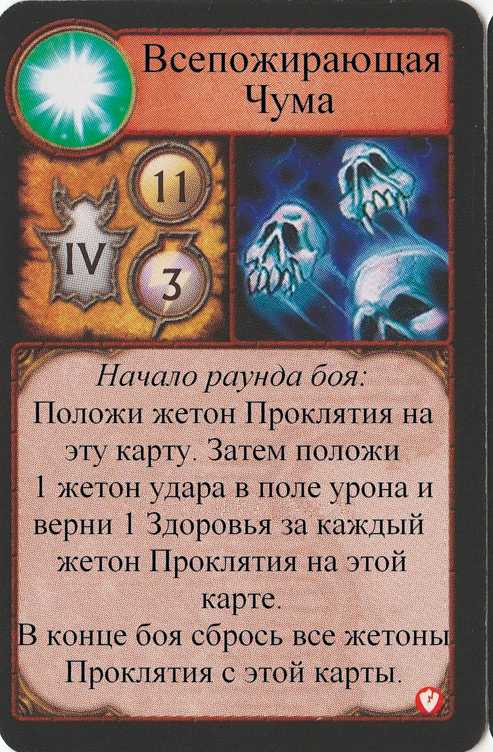 Всепожирающая
Чума
11
IV
3
Начало раунда боя:
Положи жетон Проклятия на
эту карту. Затем положи
1 жетон удара в поле урона и
верни 1 Здоровья за каждый
жетон Проклятия на этой
карте.
В конце боя сбрось все жетоны
Проклятия с этой карты.